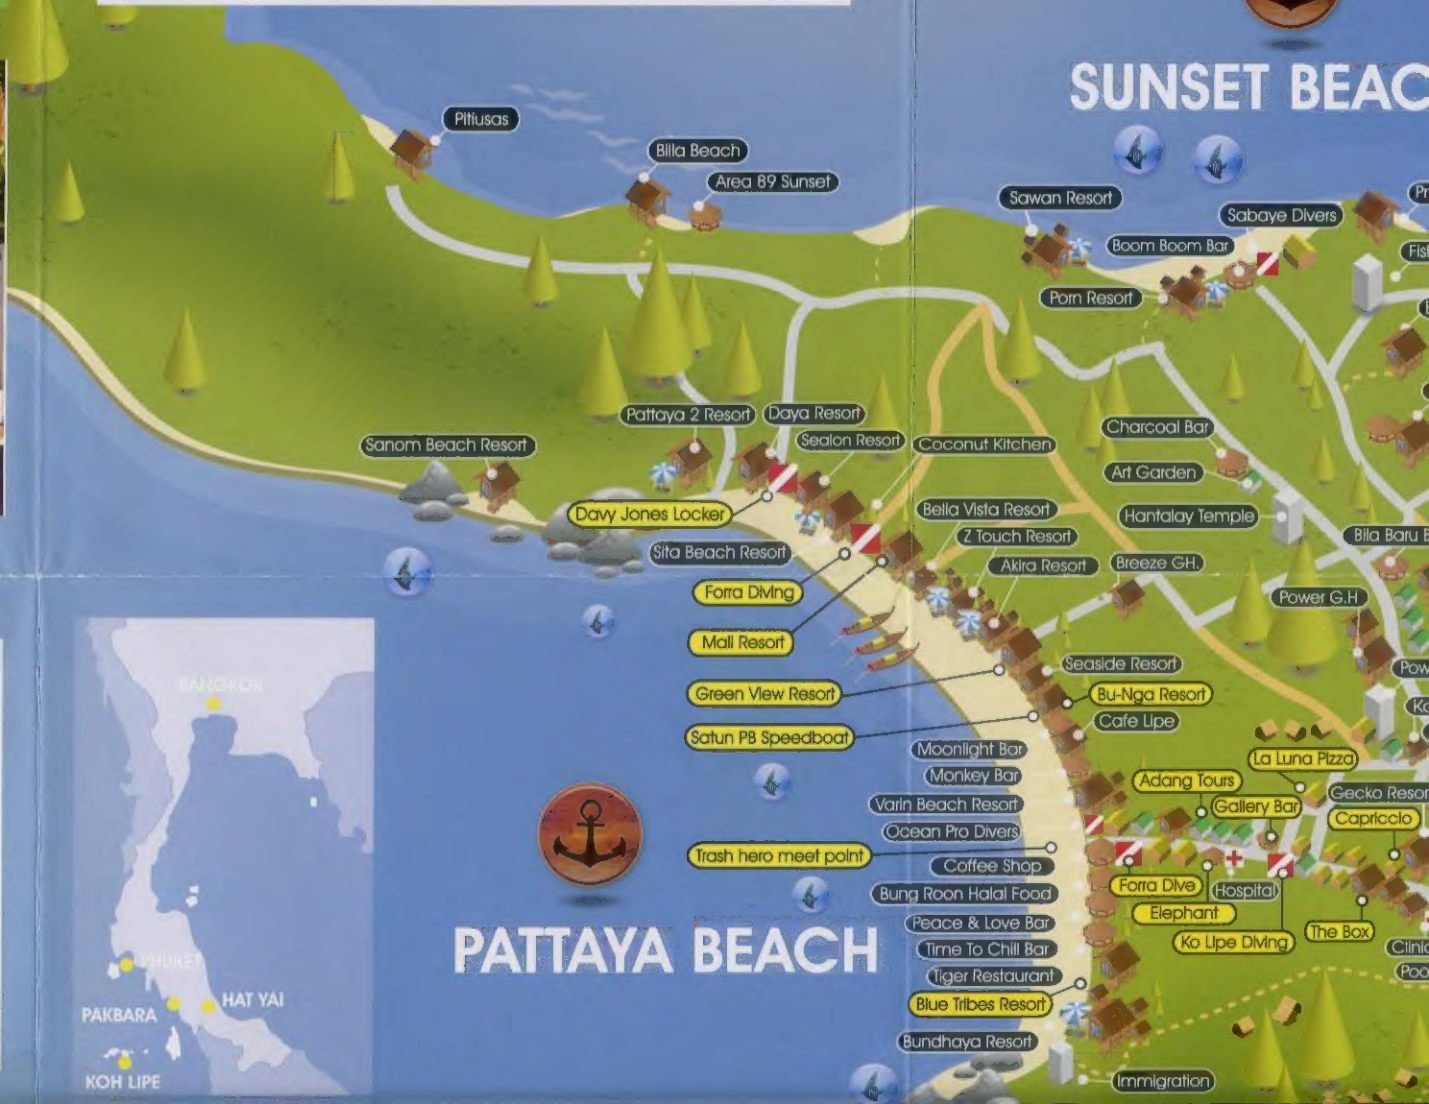 SUNSET BEAC
Pitiusas
Billa Beach
Area 89 Sunset
Sawan Resort
Sabaye Divers
Boom Boom Bar
Porn Resort
Pattaya 2 Resort
Daya Resort
Sanom Beach Resort
Sealon Resort
Coconut Kitchen
Charcoal Bar
Art Garden
Davy Jones Locker
Bella Vista Resort
Hantalay Temple
Z Touch Resort
Bila Baru
Sita Beach Resort
Akira Resort
Breeze GH.
Forra Diving
Power G.H
Mali Resort
Seaside Resort
Pow
Green View Resort
Bu-Nga Resort
Cafe Lipe
Satun PB Speedboat
Moonlight Bar
La Luna Pizza
Monkey Bar
Adang Tours
Varin Beach Resort
Gallery Bar
Gecko Resor
Capriccio
Ocean Pro Divers
Trash hero meet point
Coffee Shop
Forra Dive
Hospital
Bung Roon Halal Food
Elephant
Peace & Love Bar
The Box
Ko Lipe Diving
Time To Chill Bar
Clinic
Tiger Restaurant
Poo
Blue Tribes Resort
Bundhaya Resort
Immigration
PATTAYA BEACH
BANGKOK
PHUKET
HAT YAI
PAKBARA
KOH LIPE